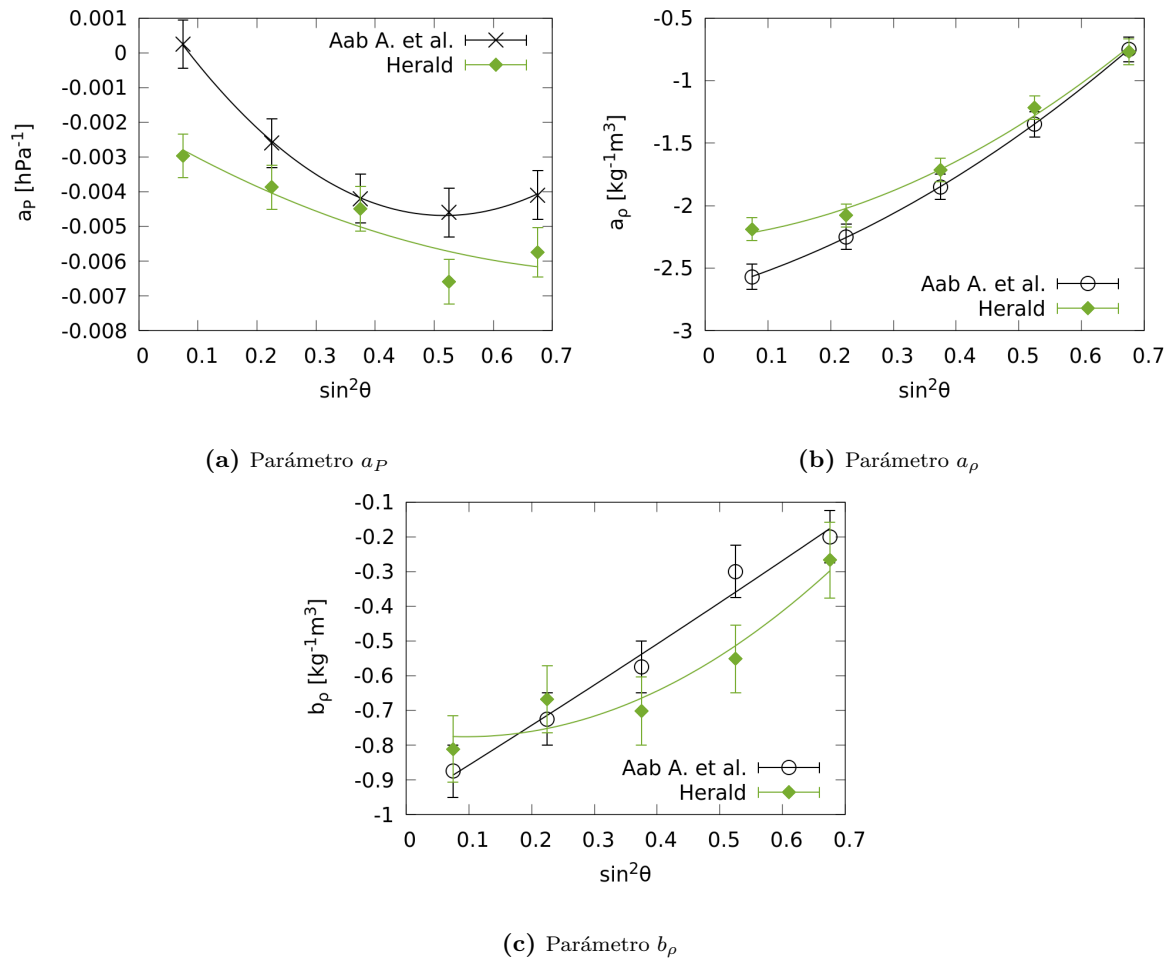 0.001
0
-0.001
-0.002
-0.003
-0.004
-0.005
-0.006
-0.007
-0.008
aP [hPa-1]
0 0.1 0.2 0.3 0.4 0.5 0.6 0.7
sin²θ
Aab A. et al.
Herald
(a) Parámetro aP
-0.5
-1
-1.5
-2
-2.5
-3
aρ [kg-1m3]
0 0.1 0.2 0.3 0.4 0.5 0.6 0.7
sin²θ
Aab A. et al.
Herald
(b) Parámetro aρ
-0.1
-0.2
-0.3
-0.4
-0.5
-0.6
-0.7
-0.8
-0.9
-1
bρ [kg-1m3]
0 0.1 0.2 0.3 0.4 0.5 0.6 0.7
sin²θ
Aab A. et al.
Herald
(c) Parámetro bρ